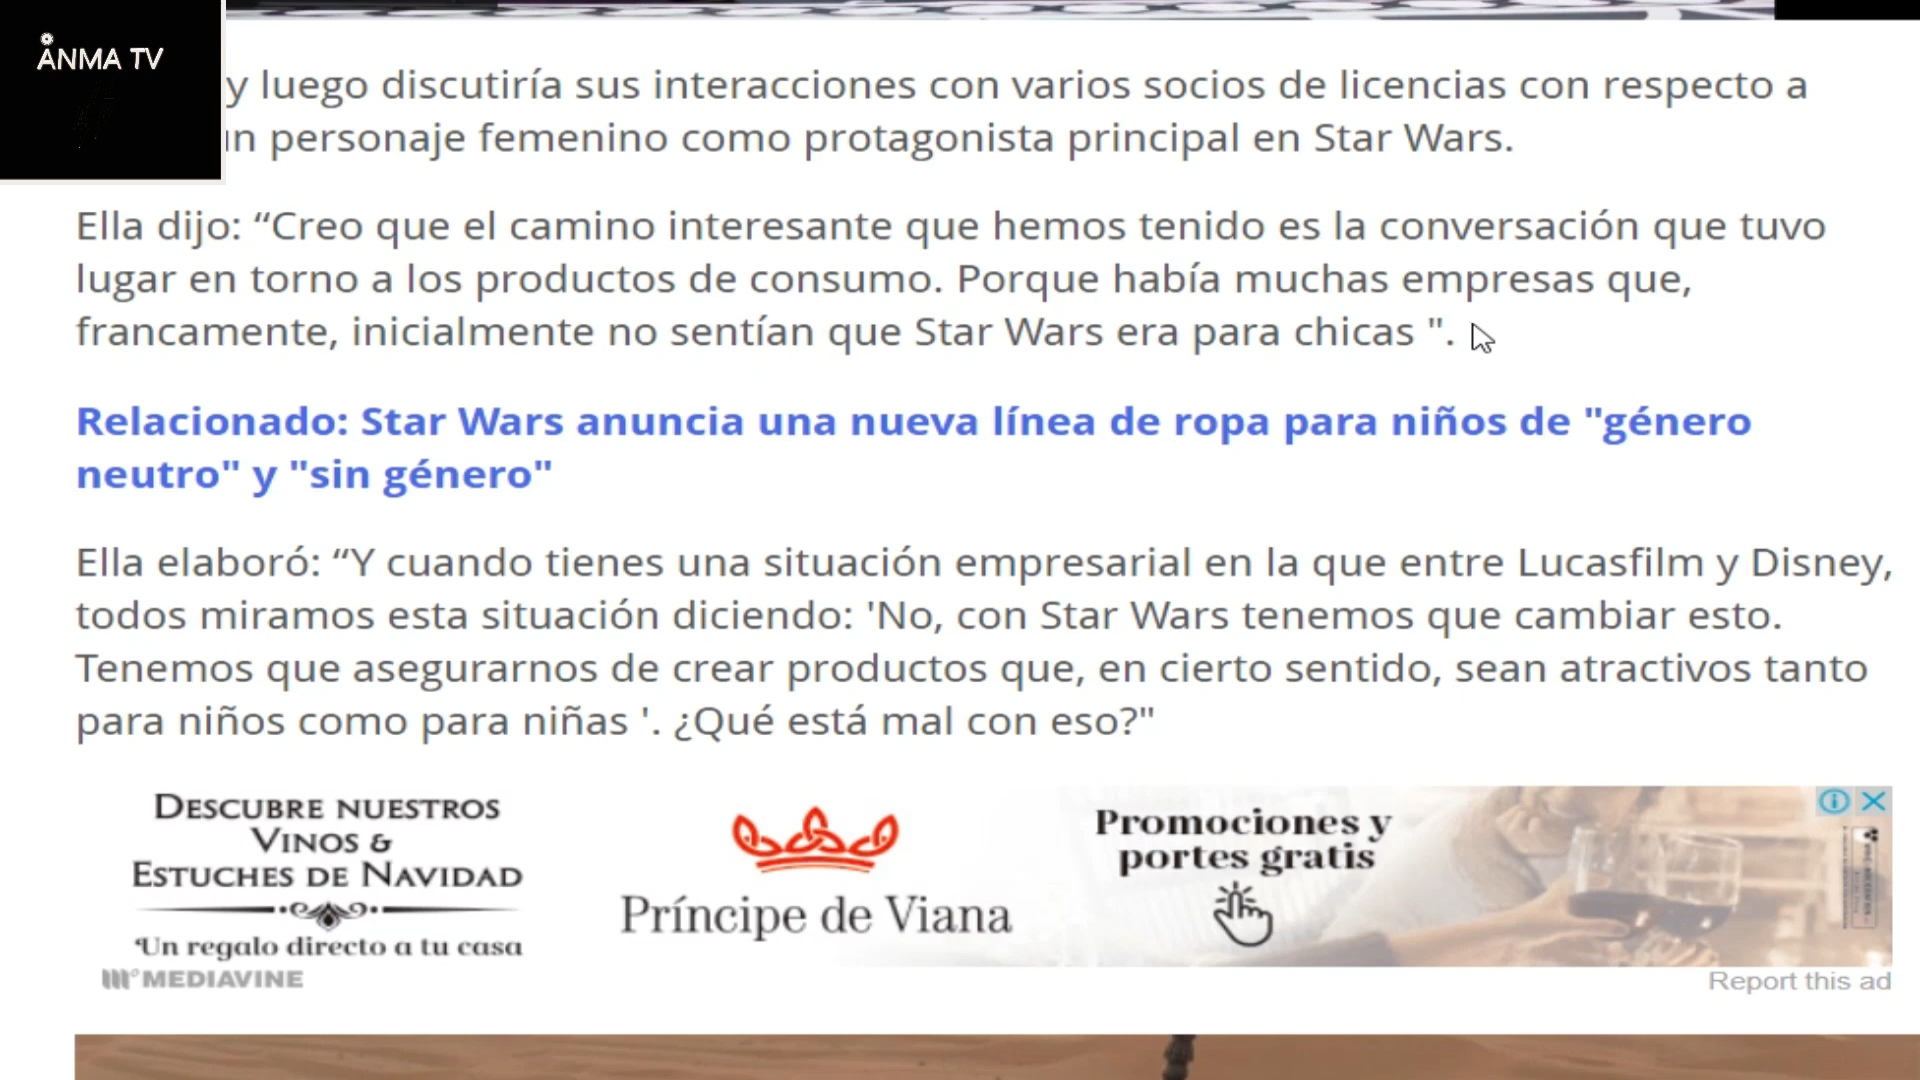 ANMA TV
y luego discutiría sus interacciones con varios socios de licencias con respecto a
un personaje femenino como protagonista principal en Star Wars.
Ella dijo: “Creo que el camino interesante que hemos tenido es la conversación que tuvo
lugar en torno a los productos de consumo. Porque había muchas empresas que,
francamente, inicialmente no sentían que Star Wars era para chicas ".
Relacionado: Star Wars anuncia una nueva línea de ropa para niños de "género
neutro" y "sin género"
Ella elaboró: “Y cuando tienes una situación empresarial en la que entre Lucasfilm y Disney,
todos miramos esta situación diciendo: 'No, con Star Wars tenemos que cambiar esto.
Tenemos que asegurarnos de crear productos que, en cierto sentido, sean atractivos tanto
para niños como para niñas '. ¿Qué está mal con eso?"
DESCUBRE NUESTROS
VINOS &
ESTUCHES DE NAVIDAD
Un regalo directo a tu casa
Príncipe de Viana
Promociones y
portes gratis
MEDIAVINE
Report this ad